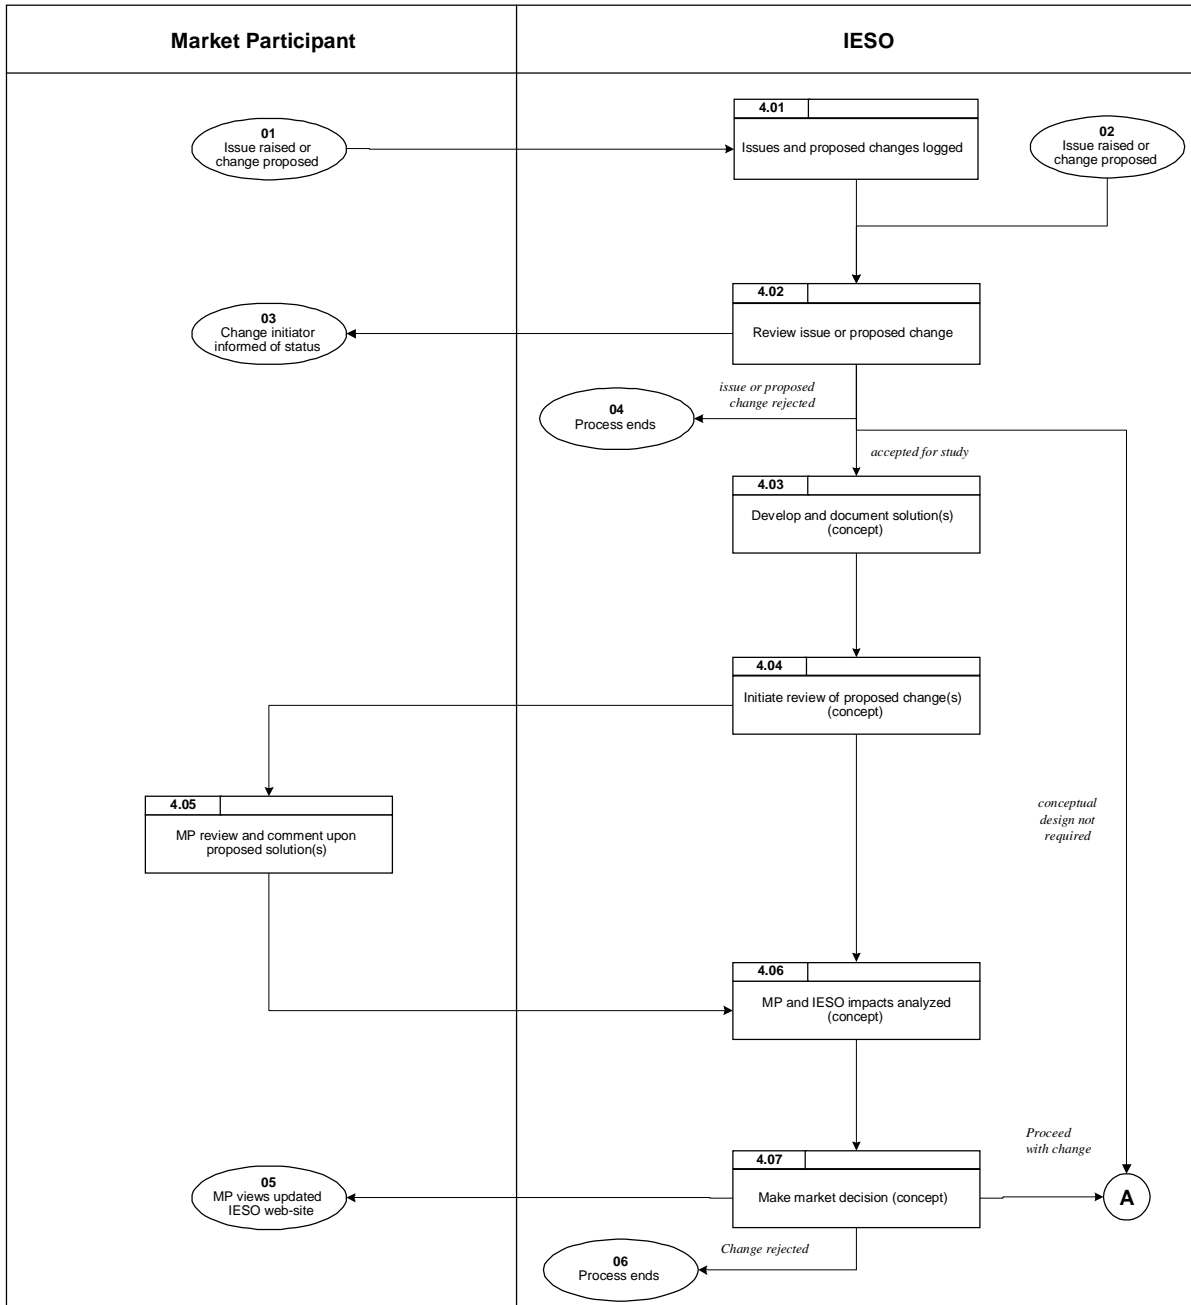 Market Participant
IESO
4.01
01
Issue raised or
change proposed
Issues and proposed changes logged
02
Issue raised or
change proposed
4.02
03
Change initiator
informed of status
Review issue or proposed change
issue or proposed
change rejected
04
Process ends
accepted for study
4.03
Develop and document solution(s)
(concept)
4.04
Initiate review of proposed change(s)
(concept)
4.05
MP review and comment upon
proposed solution(s)
conceptual
design not
required
4.06
MP and IESO impacts analyzed
(concept)
Proceed
with change
4.07
05
MP views updated
IESO web-site
Make market decision (concept)
A
Change rejected
06
Process ends